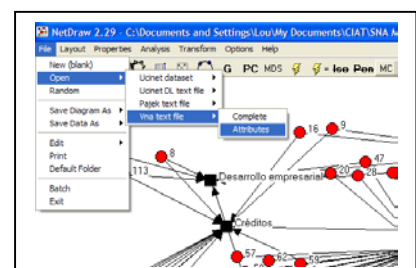 NetDraw 2.29 - C:\Documents and Settings\Lou\My Documents\CIAT\SNA M
File Layout Properties Analysis Transform Options Help
New (blank)
Open
Random
Save Diagram As
Save Data As
Edit
Print
Default Folder
Batch
Exit
Ucinet dataset
Ucinet DL text file
Pajek text file
Vna text file
Complete
Attributes
G PC MDS = Iso Pen MC
16 9
8
113
47
20 28
Desarrollo empresarial
Créditos
57 62 59